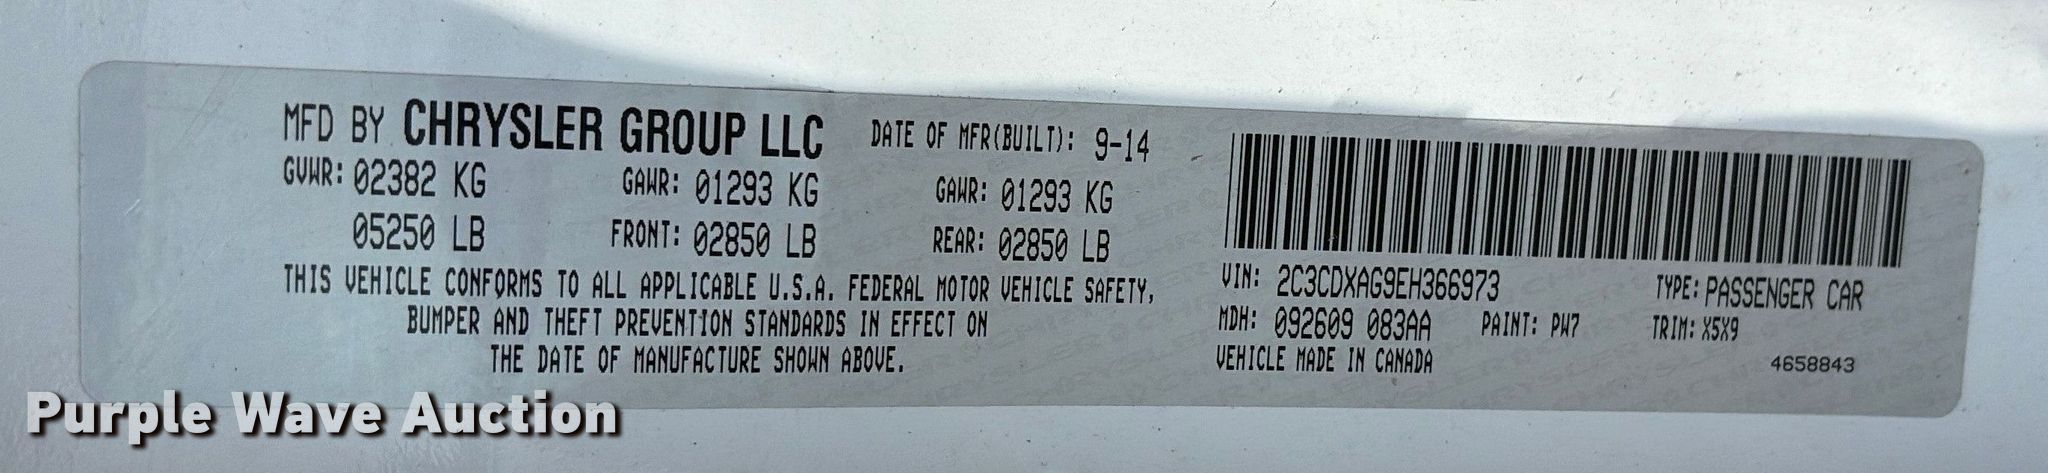 MFD BY CHRYSLER GROUP LLC DATE OF MFR(BUILT): 9-14
GVWR: 02382 KG GAWR: 01293 KG GAWR: 01293 KG
05250 LB FRONT: 02850 LB REAR: 02850 LB
THIS VEHICLE CONFORMS TO ALL APPLICABLE U.S.A. FEDERAL MOTOR VEHICLE SAFETY,
BUMPER AND THEFT PREVENTION STANDARDS IN EFFECT ON
THE DATE OF MANUFACTURE SHOWN ABOVE.
VIN: 2C3CDXAG9EH366973 TYPE: PASSENGER CAR
MDH: 092609 083AA PAINT: PW7 TRIM: X5X9
VEHICLE MADE IN CANADA 4658843
Purple Wave Auction